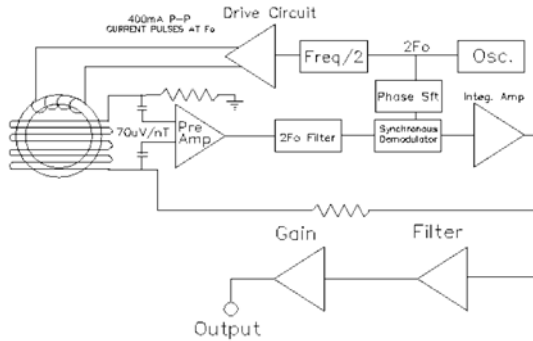 400mA P-P
CURRENT PULSES AT Fo
Drive Circuit
Freq/2
2Fo
Osc.
Phase Sft
Integ. Amp
70uV/nT
Pre
Amp
2Fo Filter
Synchronous
Demodulator
Gain
Filter
Output